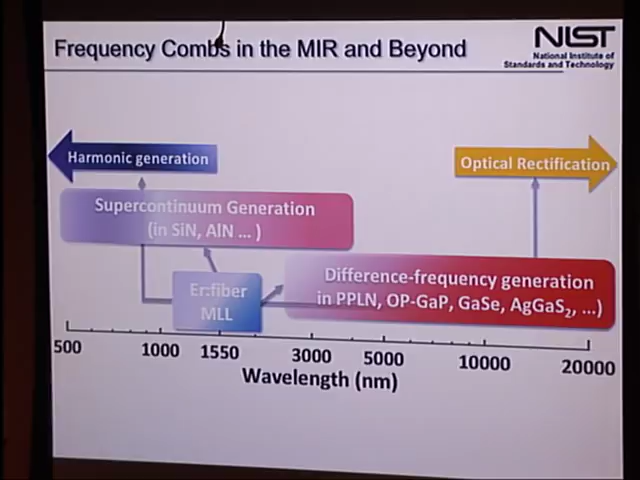 Frequency Combs in the MIR and Beyond
NIST
National Institute of
Standards and Technology
Harmonic generation
Optical Rectification
Supercontinuum Generation
(in SiN, AlN ... )
Difference-frequency generation
in PPLN, OP-GaP, GaSe, AgGaS₂, ...)
Er:fiber
MLL
500
1000
1550
3000
5000
10000
20000
Wavelength (nm)